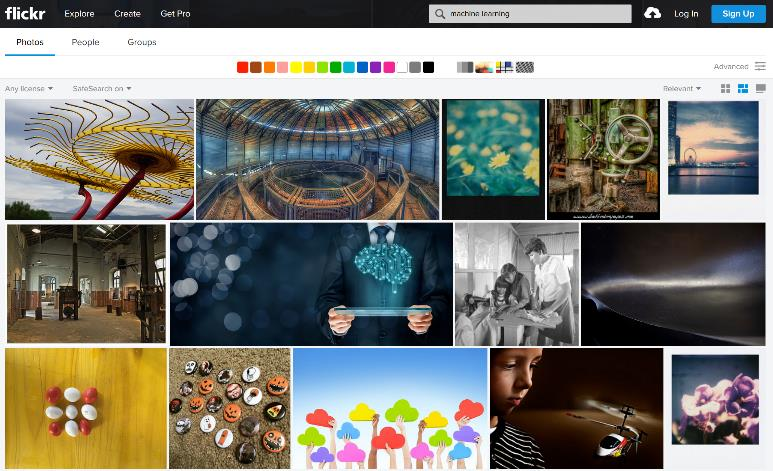 flickr Explore Create Get Pro machine learning Log In Sign Up
Photos People Groups
Advanced
Any license SafeSearch on Relevant